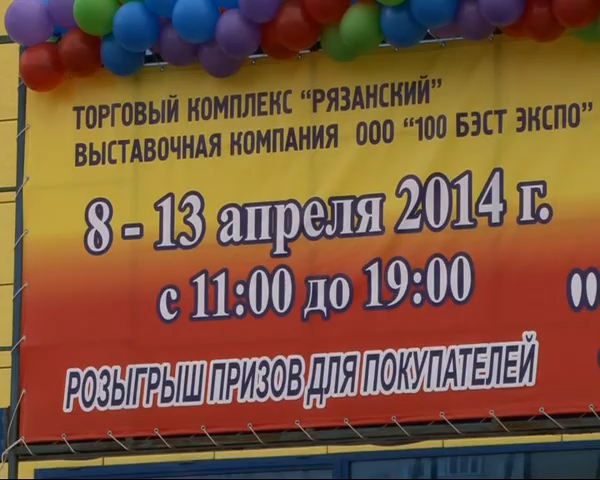 ТОРГОВЫЙ КОМПЛЕКС "РЯЗАНСКИЙ"
ВЫСТАВОЧНАЯ КОМПАНИЯ ООО "100 БЭСТ ЭКСПО"
8 - 13 апреля 2014 г.
с 11:00 до 19:00
РОЗЫГРЫШ ПРИЗОВ ДЛЯ ПОКУПАТЕЛЕЙ